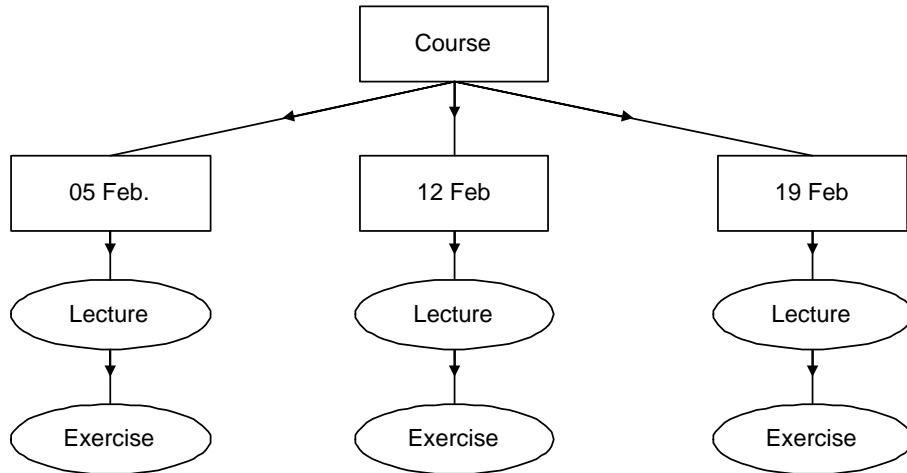 Course
05 Feb.
12 Feb
19 Feb
Lecture
Lecture
Lecture
Exercise
Exercise
Exercise